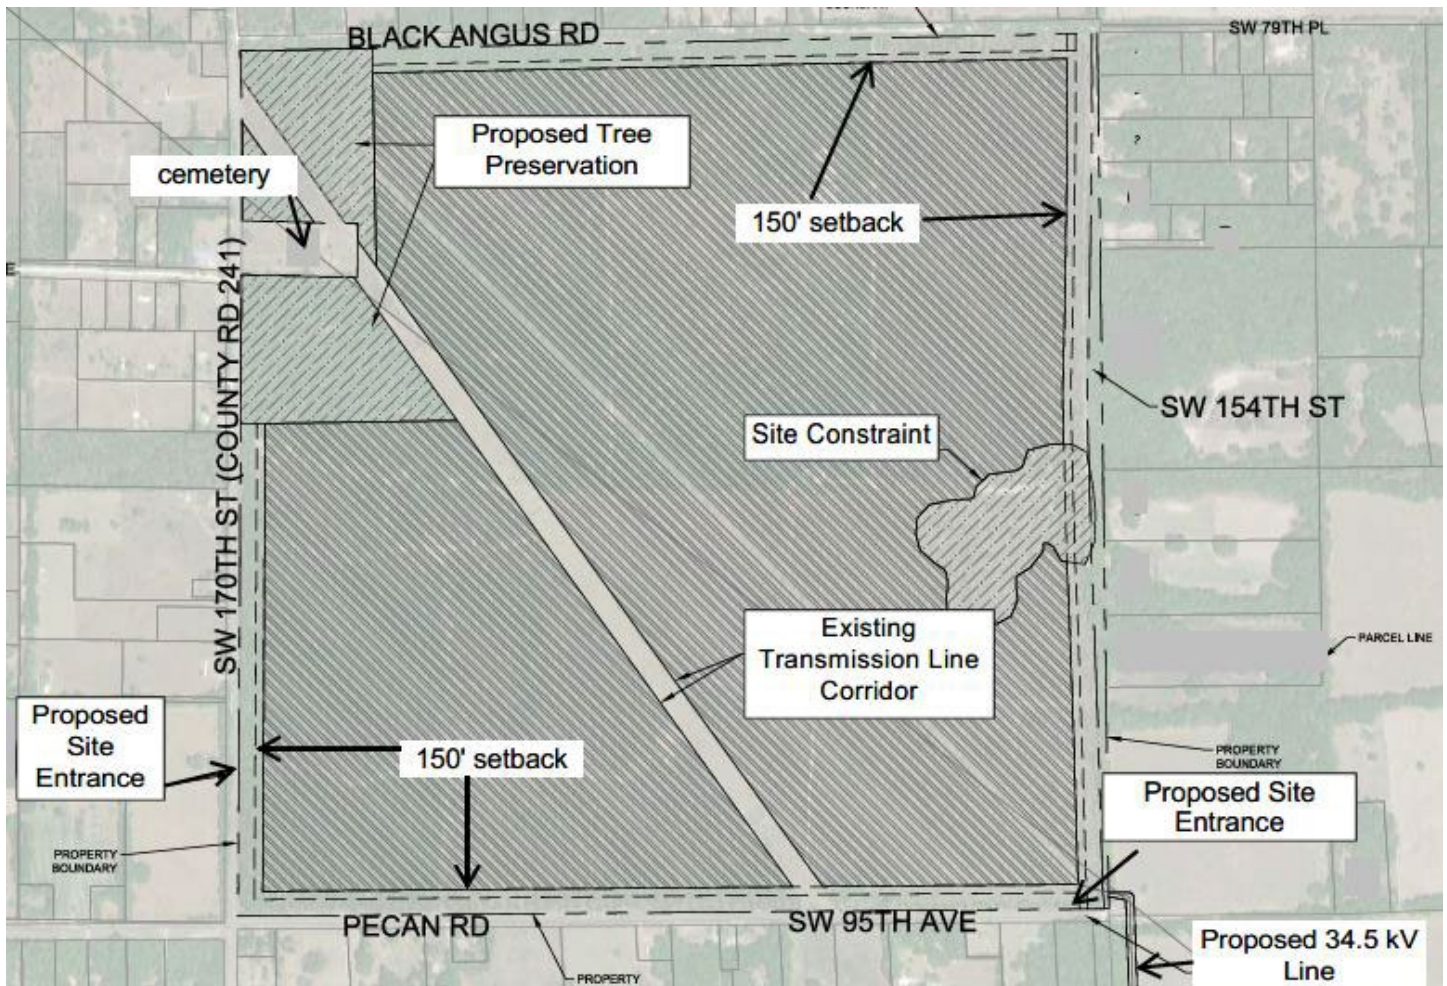 BLACK ANGUS RD
SW 79TH PL
Proposed Tree
Preservation
cemetery
150' setback
SW 170TH ST (COUNTY RD 241)
E
?
SW 154TH ST
Site Constraint
Existing
Transmission Line
Corridor
PARCEL LINE
Proposed
Site
Entrance
150' setback
PROPERTY
BOUNDARY
Proposed Site
Entrance
PROPERTY
BOUNDARY
PECAN RD
SW 95TH AVE
Proposed 34.5 kV
Line
PROPERTY